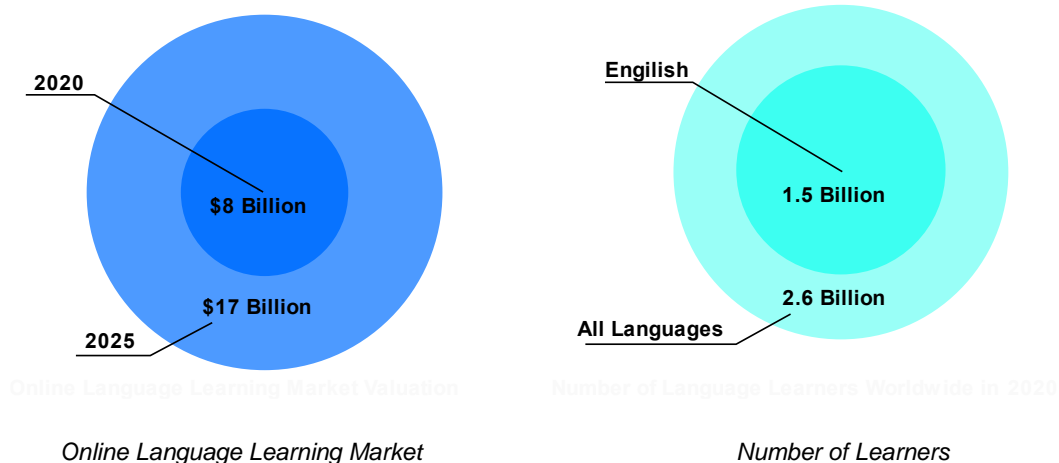 2020
$8 Billion
$17 Billion
2025
Online Language Learning Market Valuation
Online Language Learning Market
Engilish
1.5 Billion
2.6 Billion
All Languages
Number of Language Learners Worldwide in 2020
Number of Learners